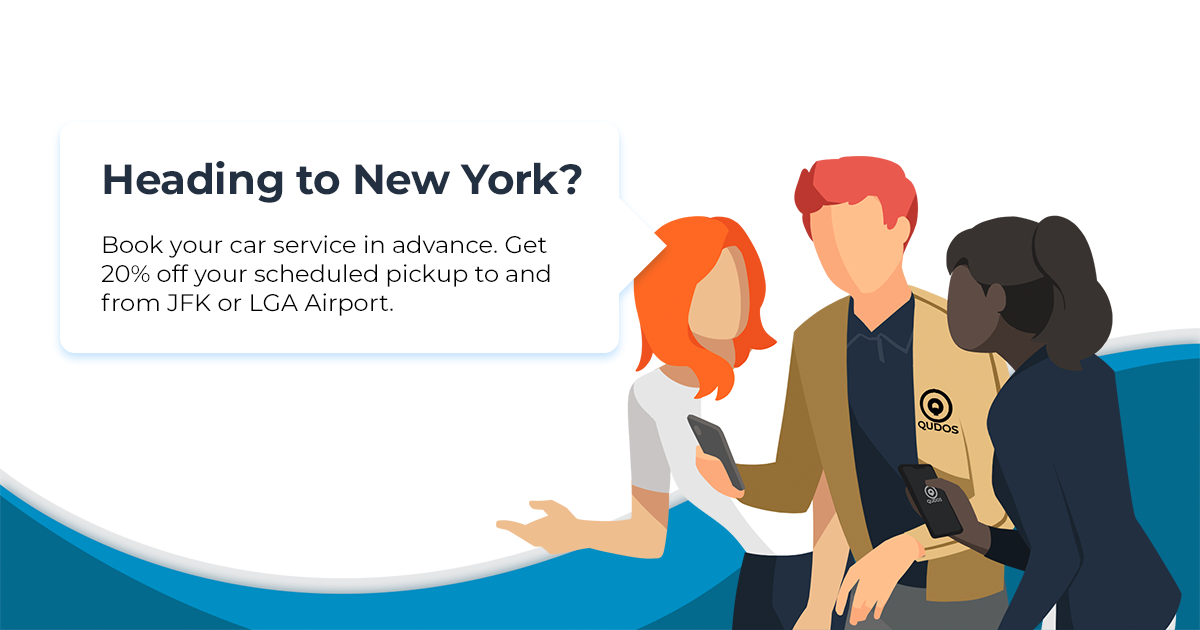 Heading to New York?
Book your car service in advance. Get
20% off your scheduled pickup to and
from JFK or LGA Airport.
QUDOS
QUDOS